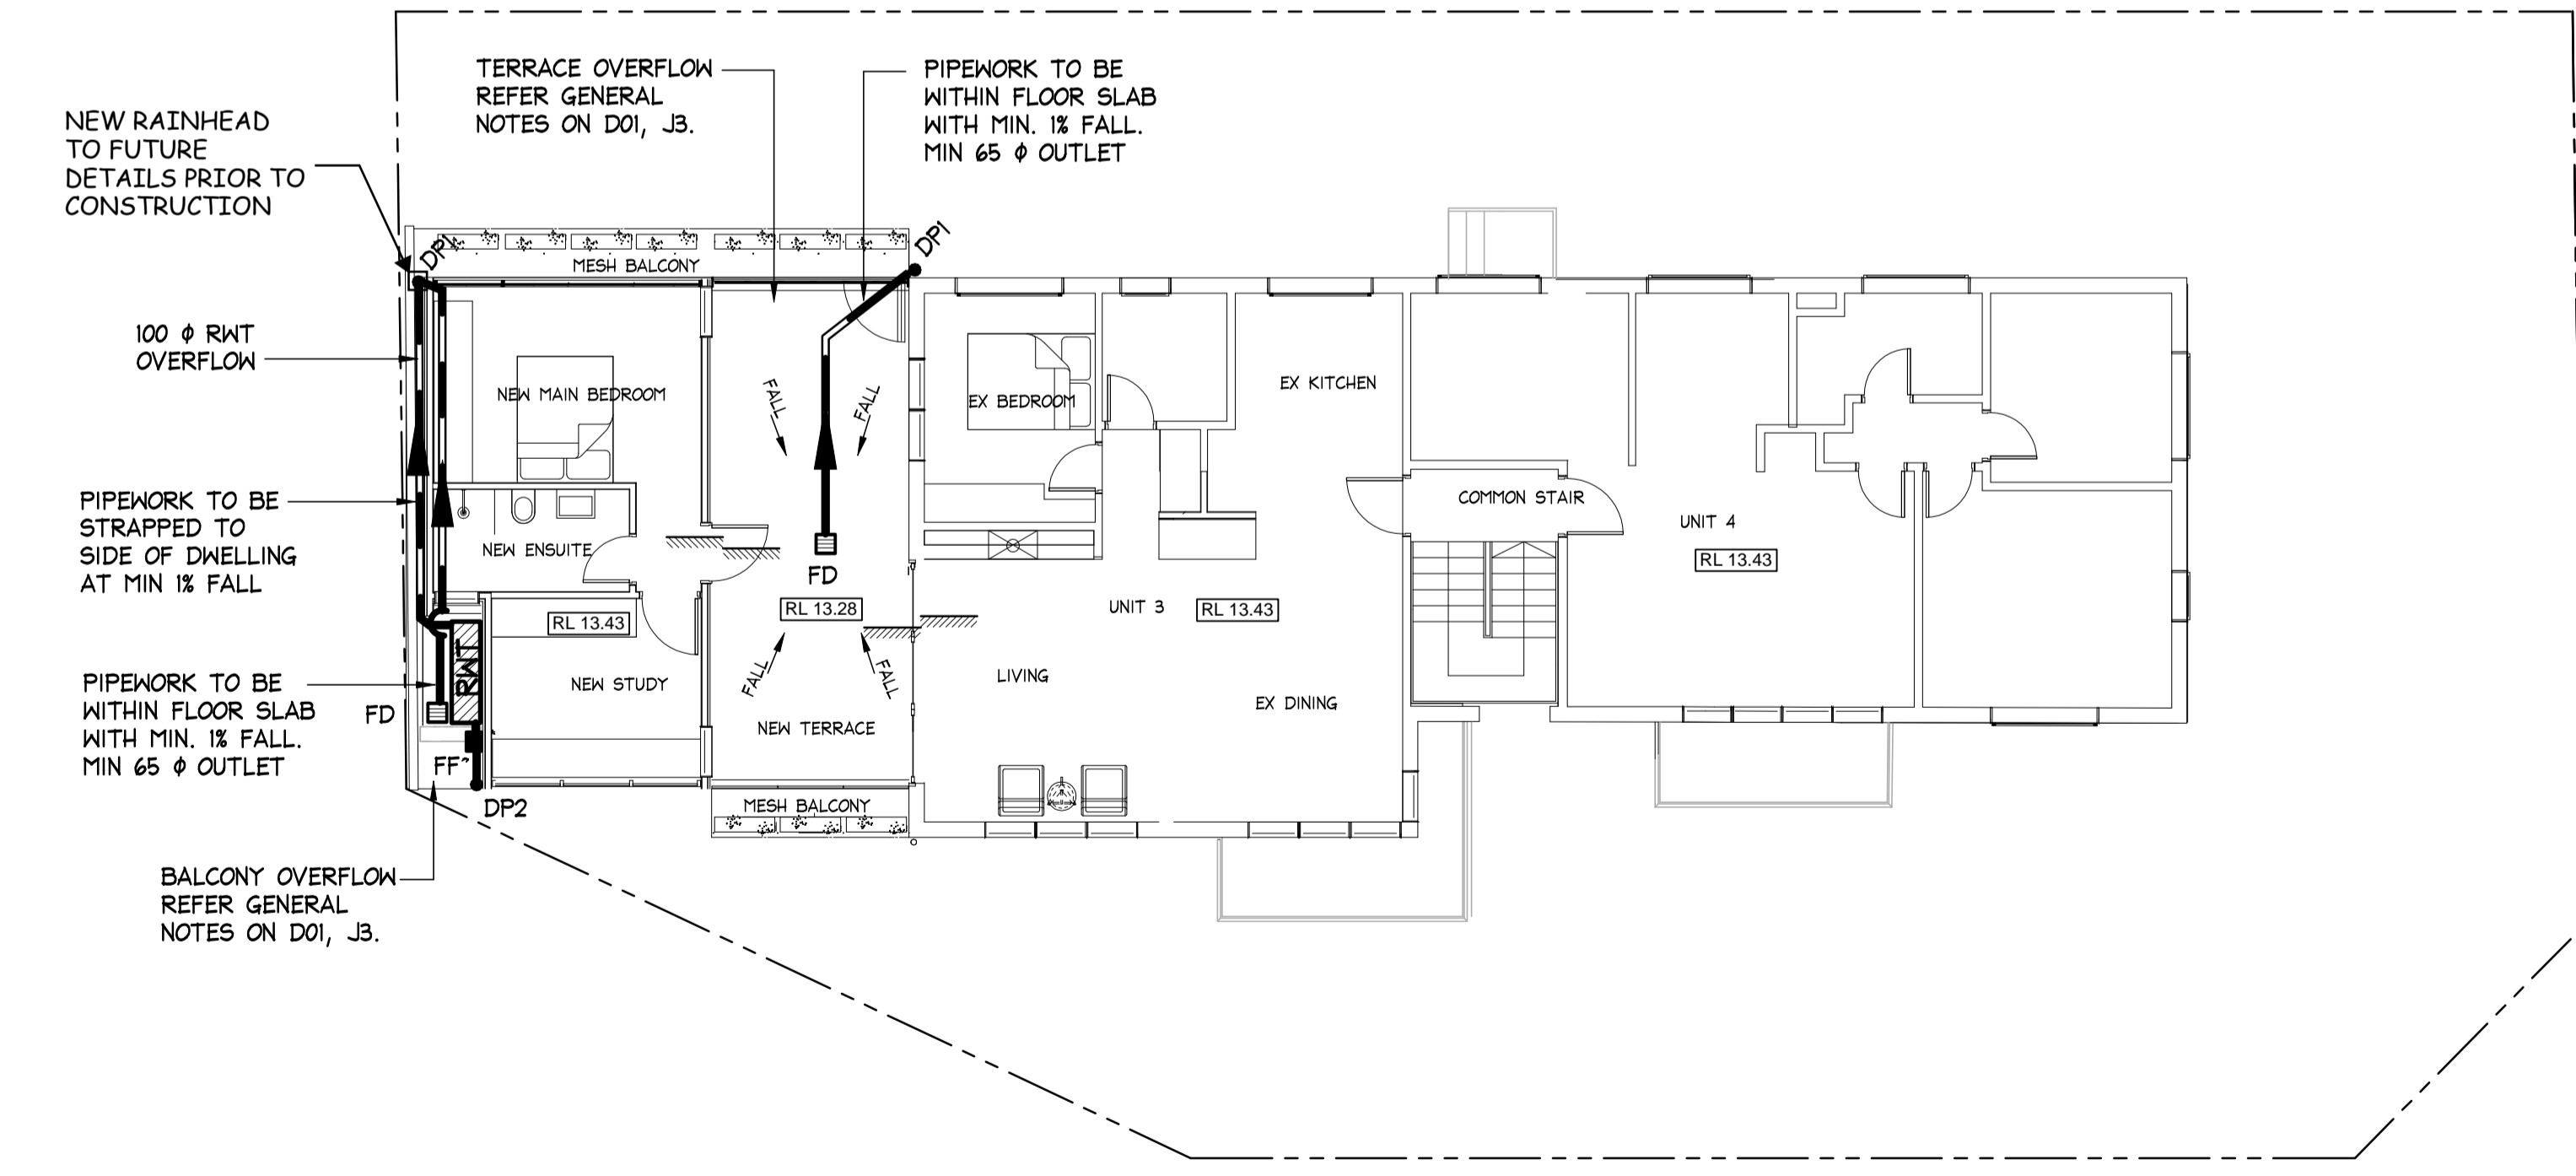 TERRACE OVERFLOW
REFER GENERAL
NOTES ON D01, J3.
PIPEWORK TO BE
WITHIN FLOOR SLAB
WITH MIN. 1% FALL.
MIN 65 ϕ OUTLET
NEW RAINHEAD
TO FUTURE
DETAILS PRIOR TO
CONSTRUCTION
DP1
DP1
MESH BALCONY
100 ϕ RWT
OVERFLOW
NEW MAIN BEDROOM
FALL
FALL
EX BEDROOM
EX KITCHEN
PIPEWORK TO BE
STRAPPED TO
SIDE OF DWELLING
AT MIN 1% FALL
NEW ENSUITE
FD
COMMON STAIR
UNIT 4
RL 13.43
RL 13.43
RL 13.28
UNIT 3
RL 13.43
RWT
PIPEWORK TO BE
WITHIN FLOOR SLAB
WITH MIN. 1% FALL.
MIN 65 ϕ OUTLET
FD
NEW STUDY
FALL
FALL
NEW TERRACE
LIVING
EX DINING
FF
DP2
MESH BALCONY
BALCONY OVERFLOW
REFER GENERAL
NOTES ON D01, J3.